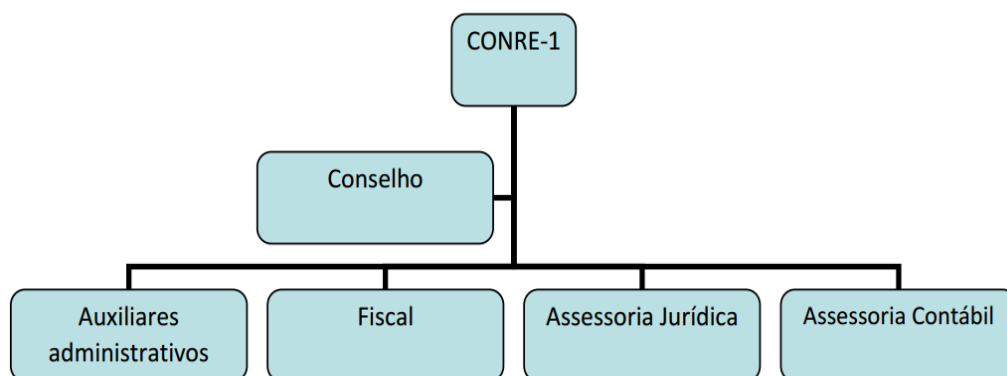 CONRE-1
Conselho
Auxiliares
administrativos
Fiscal
Assessoria Jurídica
Assessoria Contábil